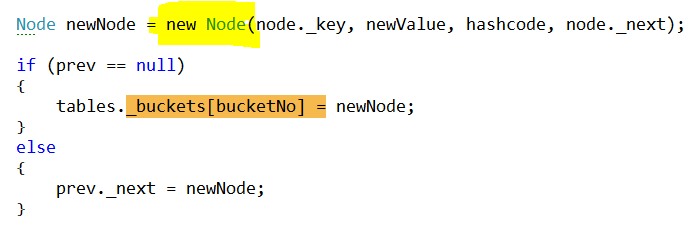 Node newNode = new Node(node._key, newValue, hashcode, node._next);
if (prev == null)
{
    tables._buckets[bucketNo] = newNode;
}
else
{
    prev._next = newNode;
}